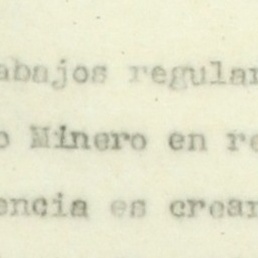 abajos regular
o Minero en re
encia es crear